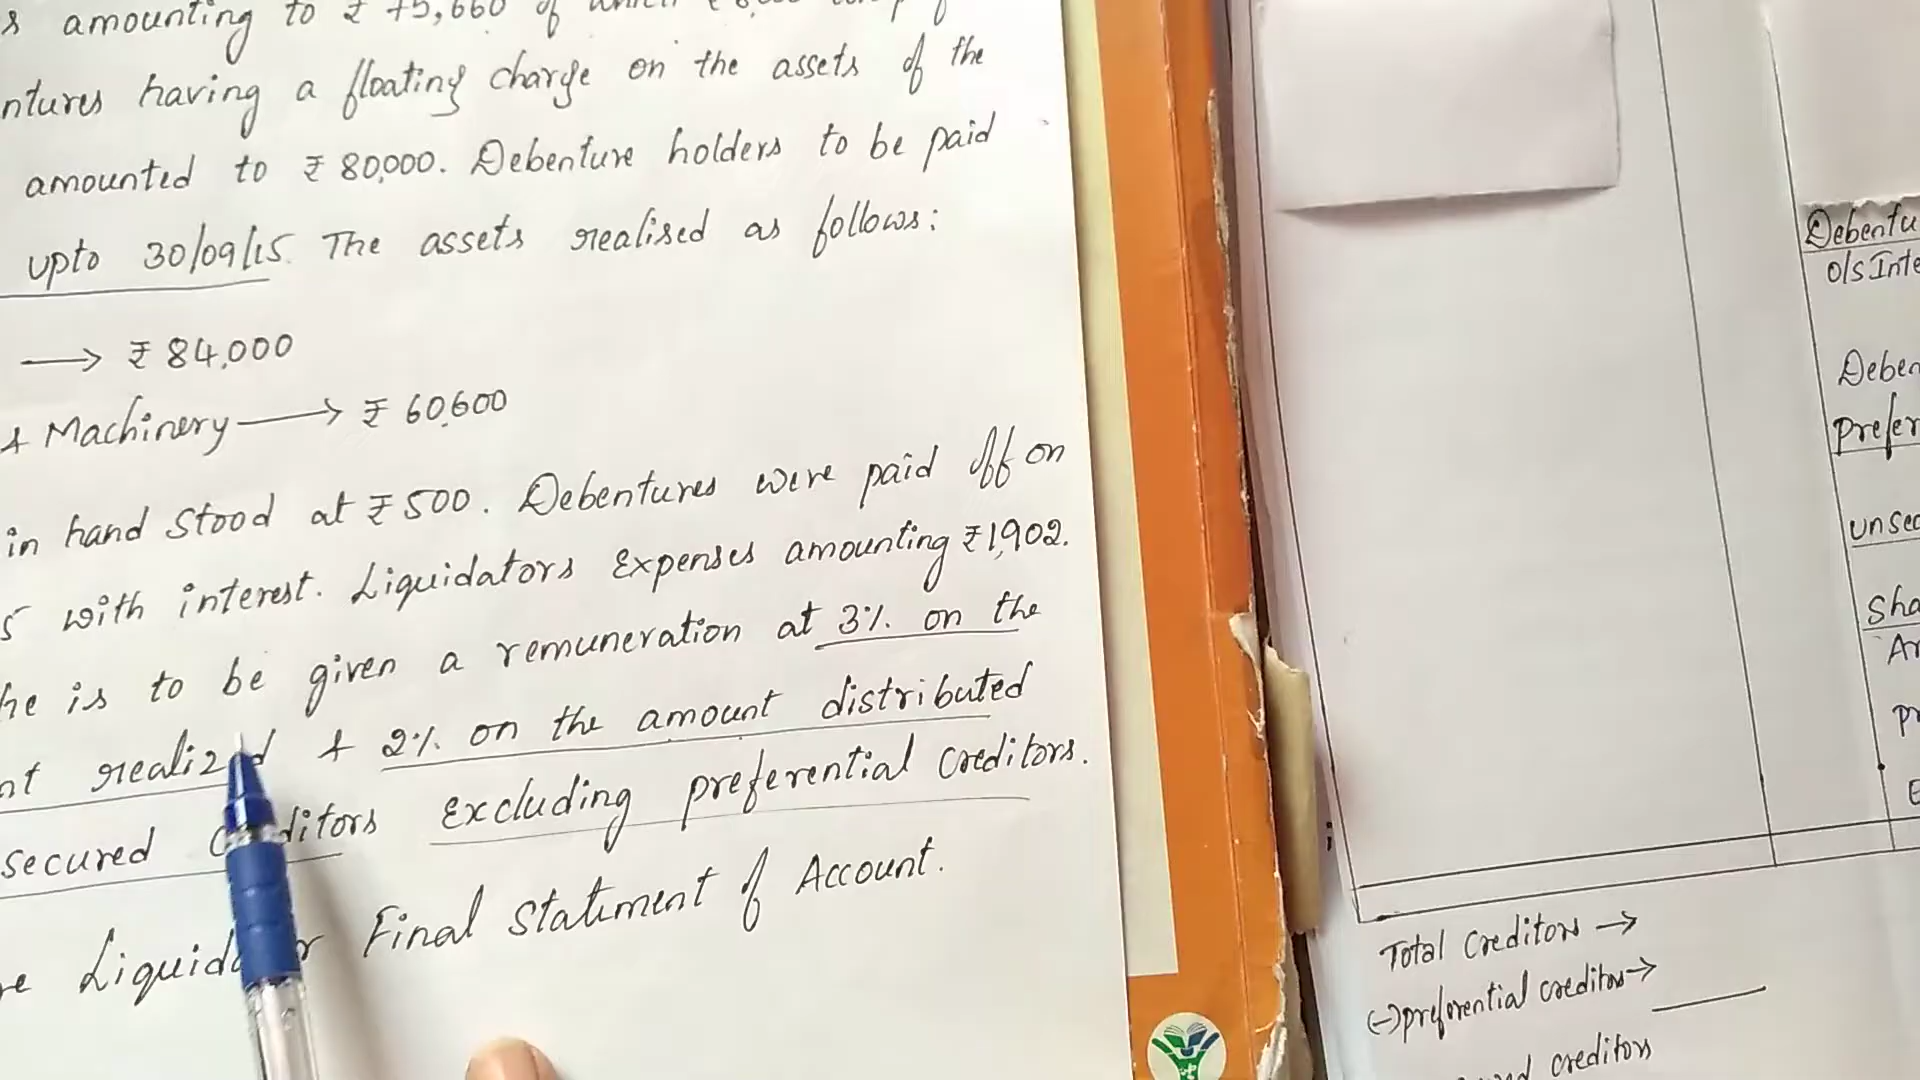 amounting to ₹
ntures having a floating charge on the assets of the
amounted to ₹80,000. Debenture holders to be paid
upto 30/09/15. The assets realised as follows:
→ ₹ 84,000
+ Machinery → ₹ 60,600
in hand stood at ₹500. Debentures were paid off on
5 with interest. Liquidators Expenses amounting ₹1,902.
he is to be given a remuneration at 3% on the
nt realized + 2% on the amount distributed
secured excluding preferential creditors.
Final Statement of Account.
Debentu
O/S Inte
Deben
Prefer
unsec
Sha
Total Creditors →
(-) preferential creditors →
creditors